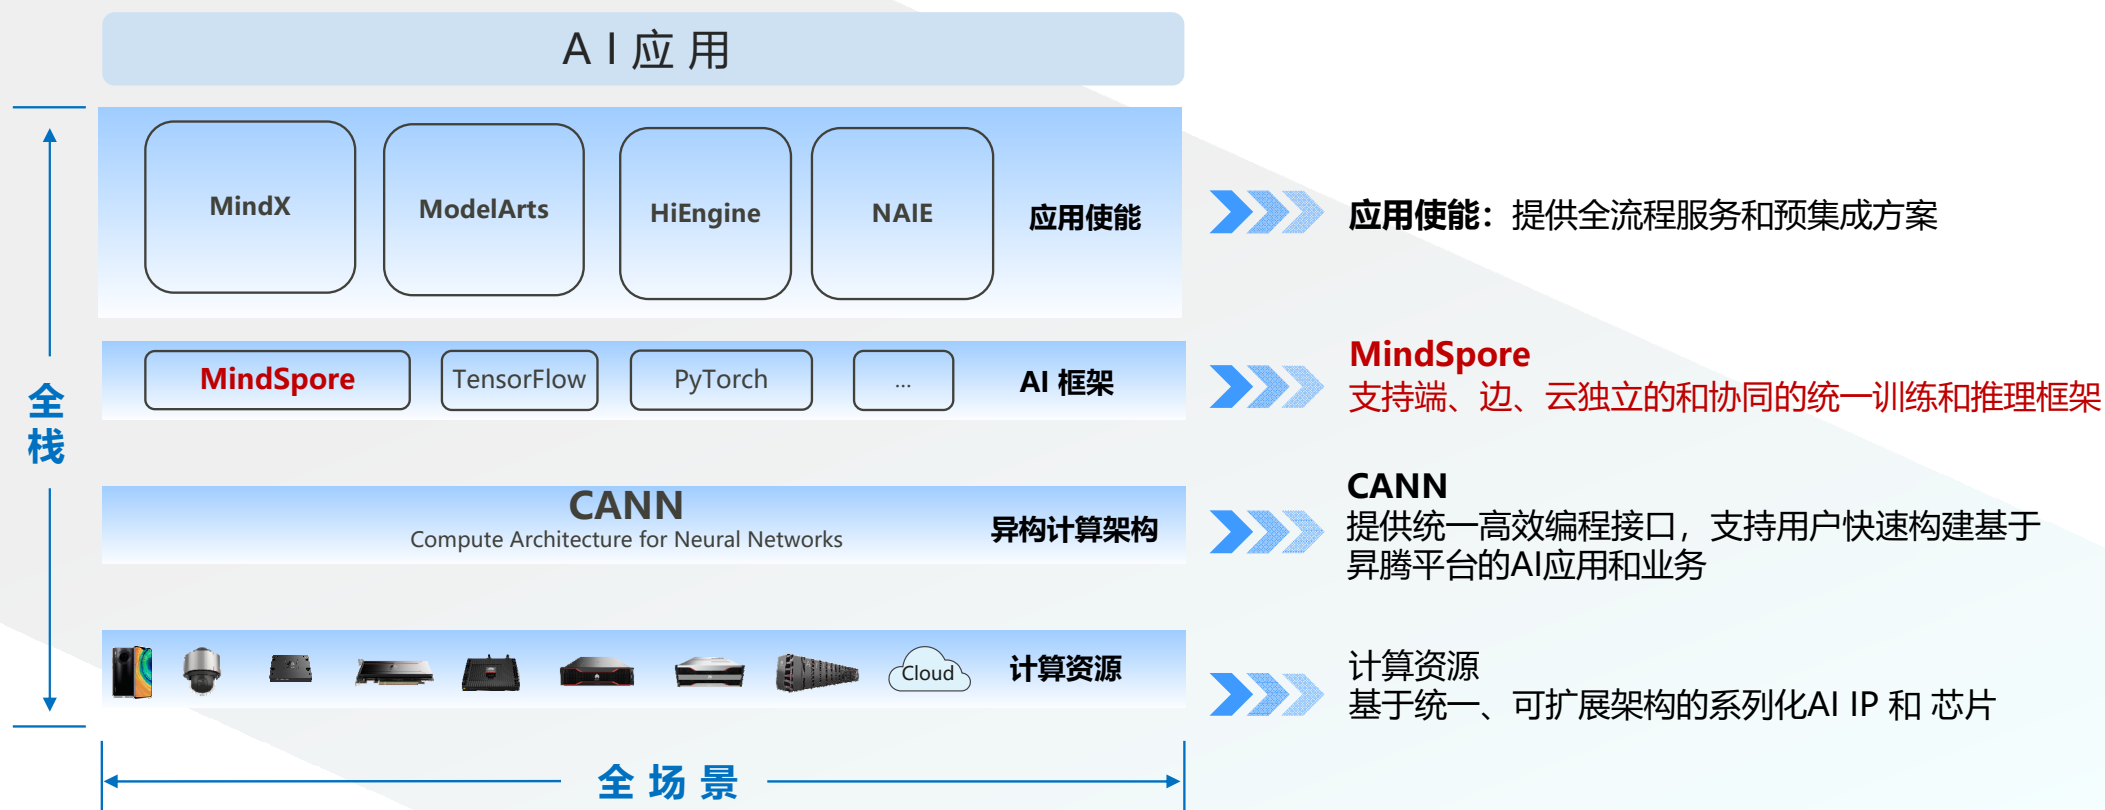 AI应用
MindX
ModelArts
HiEngine
NAIE
应用使能
应用使能：提供全流程服务和预集成方案
MindSpore
TensorFlow
PyTorch
...
AI 框架
MindSpore
支持端、边、云独立的和协同的统一训练和推理框架
全栈
CANN
Compute Architecture for Neural Networks
异构计算架构
CANN
提供统一高效编程接口，支持用户快速构建基于
昇腾平台的AI应用和业务
Cloud
计算资源
计算资源
基于统一、可扩展架构的系列化AI IP 和 芯片
全场景